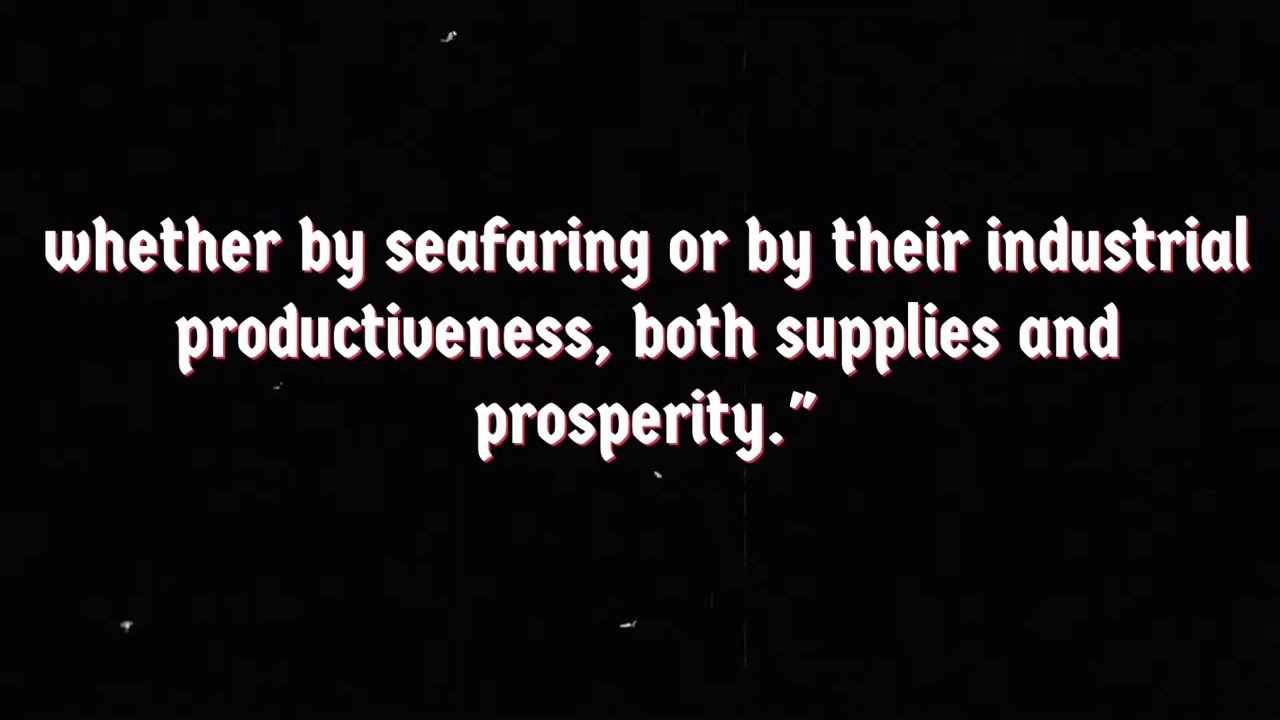 whether by seafaring or by their industrial
productiveness, both supplies and
prosperity."